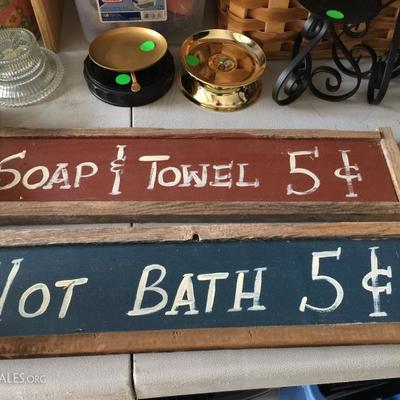 SOAP & TOWEL 5¢
HOT BATH 5¢
ALES.ORG